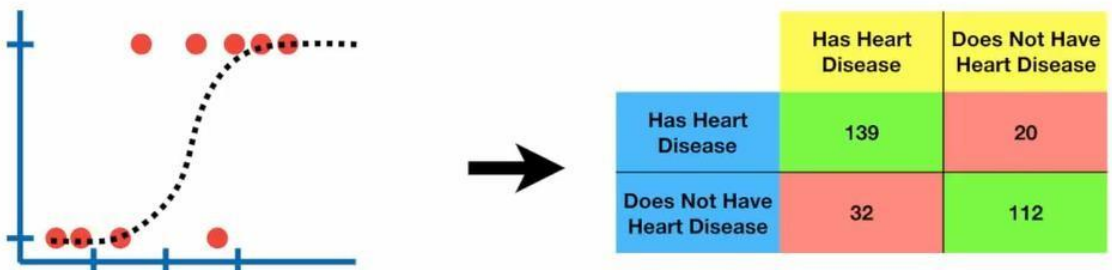 Has Heart
Disease
Does Not Have
Heart Disease
Has Heart
Disease
139
20
Does Not Have
Heart Disease
32
112